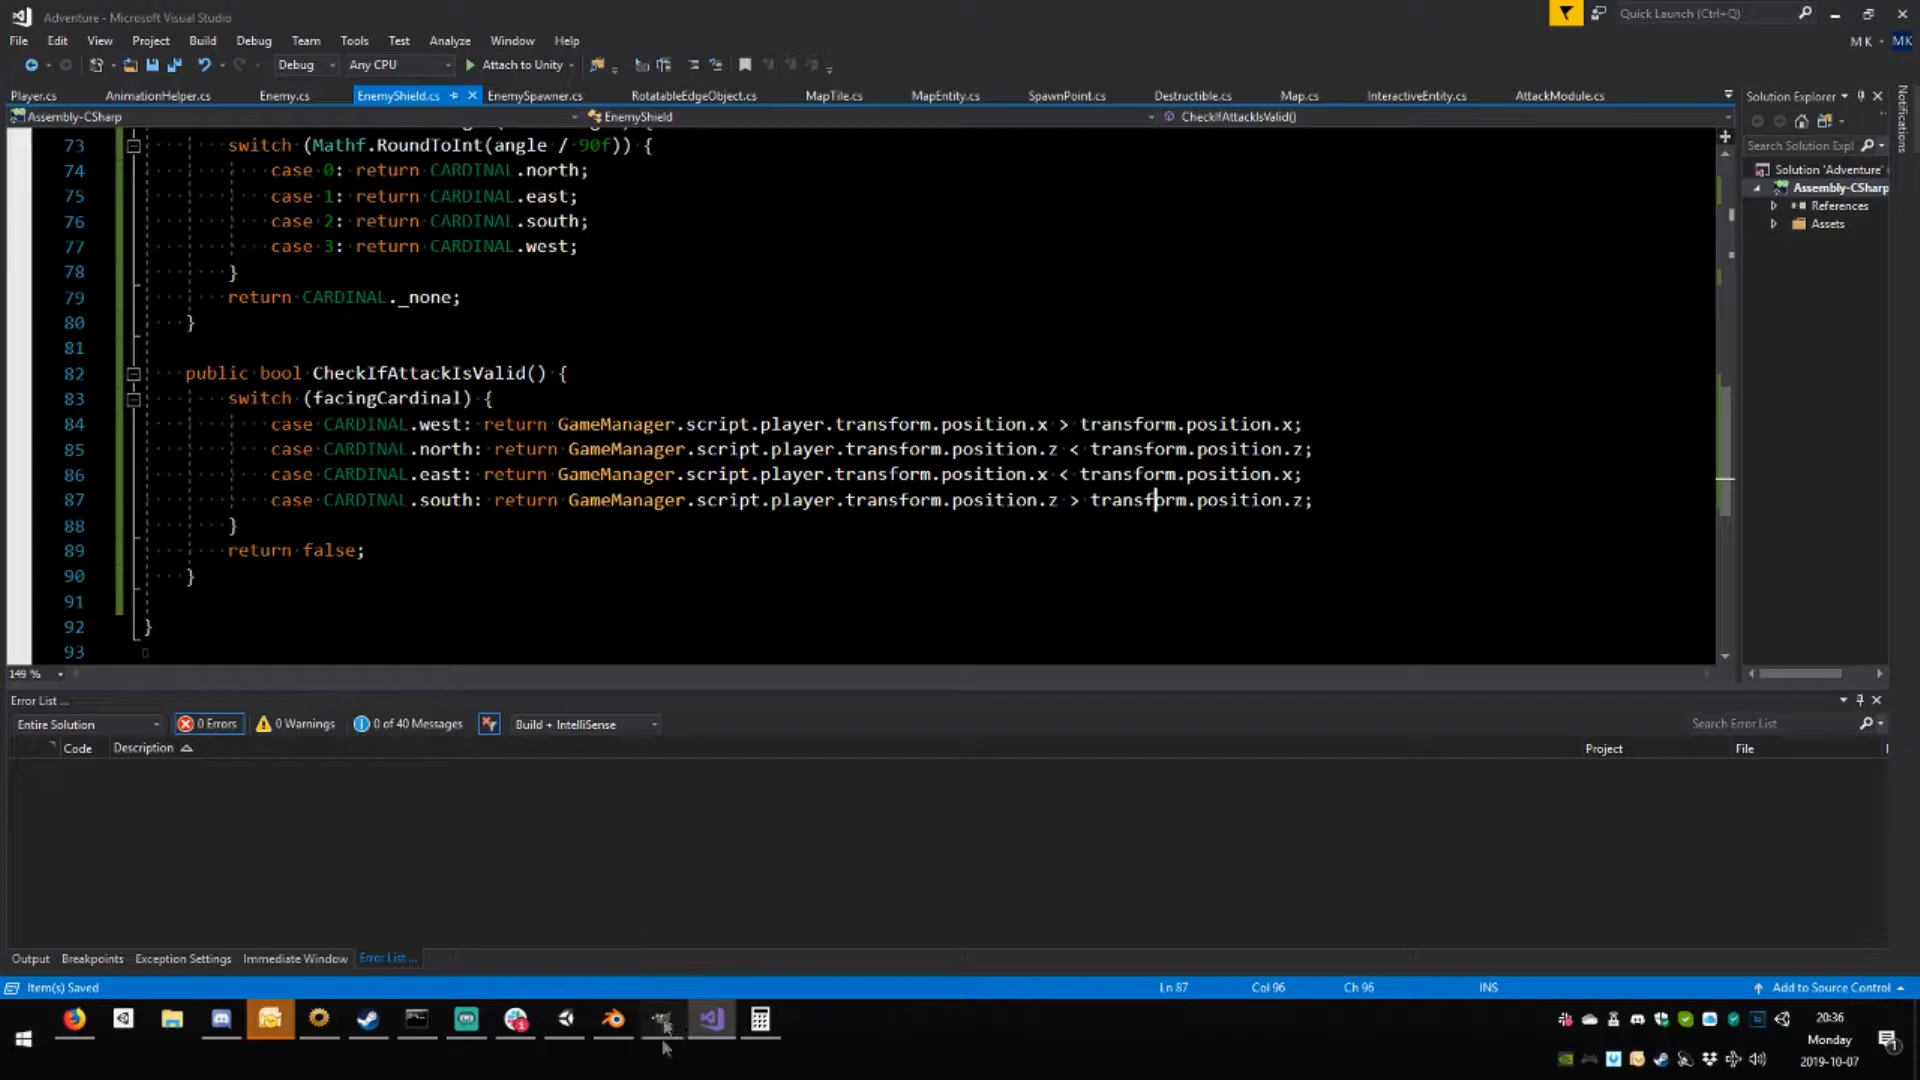 Adventure - Microsoft Visual Studio
Quick Launch (Ctrl+Q)
File Edit View Project Build Debug Team Tools Test Analyze Window Help
M K MK
Debug Any CPU Attach to Unity
Player.cs AnimationHelper.cs Enemy.cs EnemyShield.cs EnemySpawner.cs RotatableEdgeObject.cs MapTile.cs MapEntity.cs SpawnPoint.cs Destructible.cs Map.cs InteractiveEntity.cs AttackModule.cs
Solution Explorer
Notifications
Assembly-CSharp EnemyShield CheckIfAttackIsValid()
Search Solution Expl
Solution 'Adventure'
Assembly-CSharp
References
Assets
73 switch (Mathf.RoundToInt(angle / 90f)) {
74 case 0: return CARDINAL.north;
75 case 1: return CARDINAL.east;
76 case 2: return CARDINAL.south;
77 case 3: return CARDINAL.west;
78 }
79 return CARDINAL._none;
80 }
81
82 public bool CheckIfAttackIsValid() {
83 switch (facingCardinal) {
84 case CARDINAL.west: return GameManager.script.player.transform.position.x > transform.position.x;
85 case CARDINAL.north: return GameManager.script.player.transform.position.z < transform.position.z;
86 case CARDINAL.east: return GameManager.script.player.transform.position.x < transform.position.x;
87 case CARDINAL.south: return GameManager.script.player.transform.position.z > transform.position.z;
88 }
89 return false;
90 }
91
92 }
93
149 %
Error List ...
Entire Solution 0 Errors 0 Warnings 0 of 40 Messages Build + IntelliSense
Search Error List
Code Description Project File
Output Breakpoints Exception Settings Immediate Window Error List ...
Item(s) Saved Ln 87 Col 96 Ch 96 INS Add to Source Control
20:36
Monday
2019-10-07